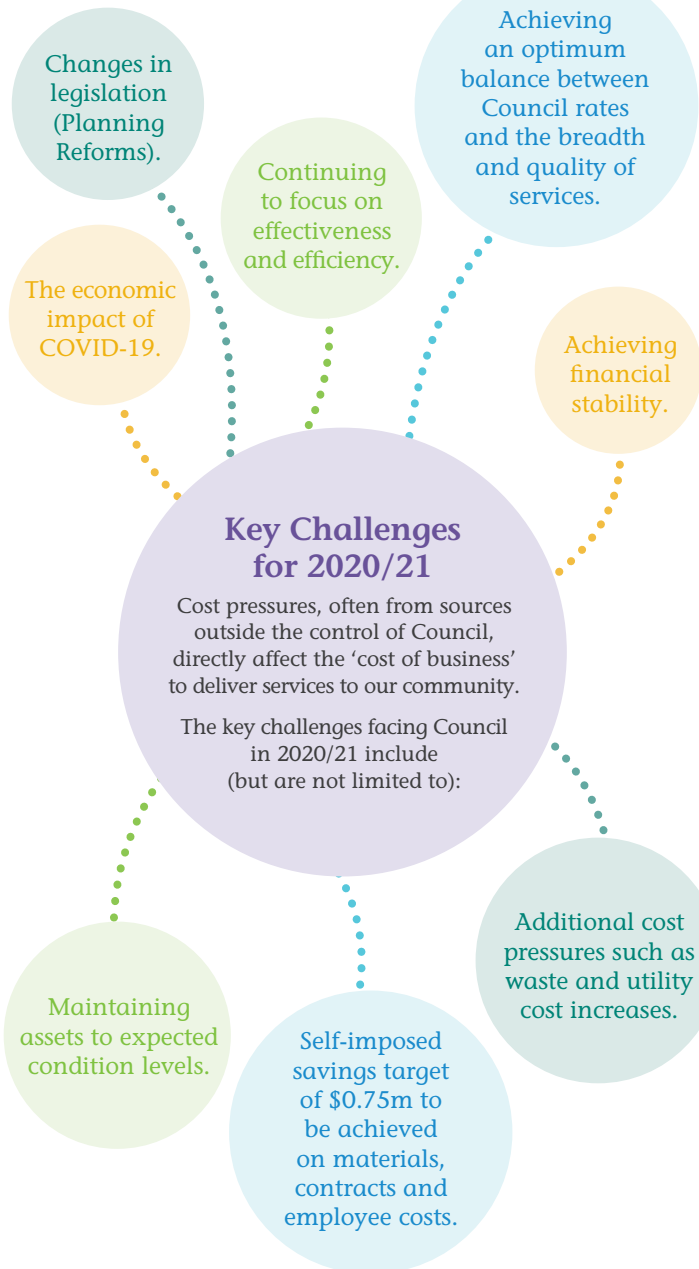 Changes in
legislation
(Planning
Reforms).
Achieving
an optimum
balance between
Council rates
and the breadth
and quality of
services.
Continuing
to focus on
effectiveness
and efficiency.
The economic
impact of
COVID-19.
Achieving
financial
stability.
Key Challenges
for 2020/21
Cost pressures, often from sources
outside the control of Council,
directly affect the ‘cost of business’
to deliver services to our community.
The key challenges facing Council
in 2020/21 include
(but are not limited to):
Additional cost
pressures such as
waste and utility
cost increases.
Maintaining
assets to expected
condition levels.
Self-imposed
savings target
of $0.75m to
be achieved
on materials,
contracts and
employee costs.